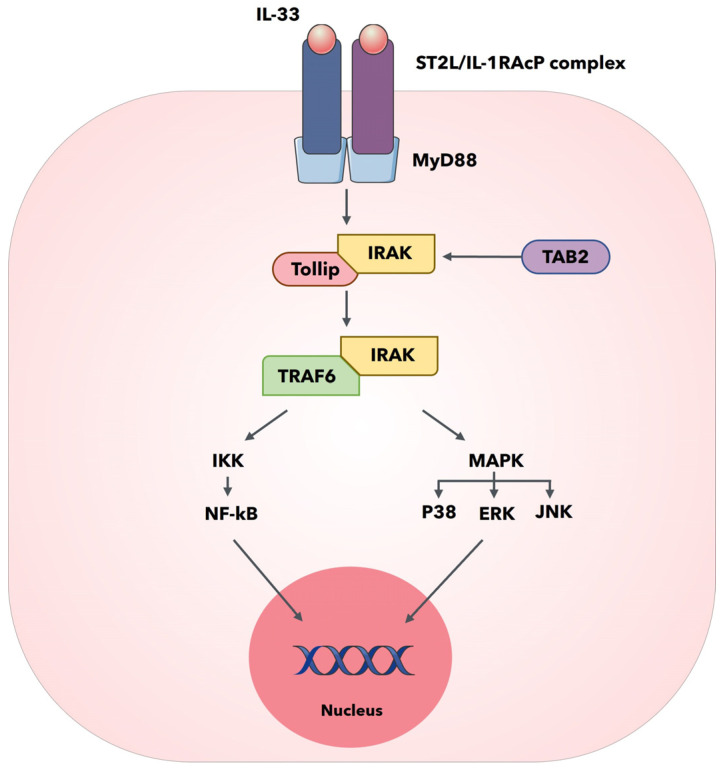 IL-33
ST2L/IL-1RAcP complex
MyD88
IRAK
Tollip
TAB2
IRAK
TRAF6
IKK
MAPK
NF-kB
P38
ERK
JNK
Nucleus